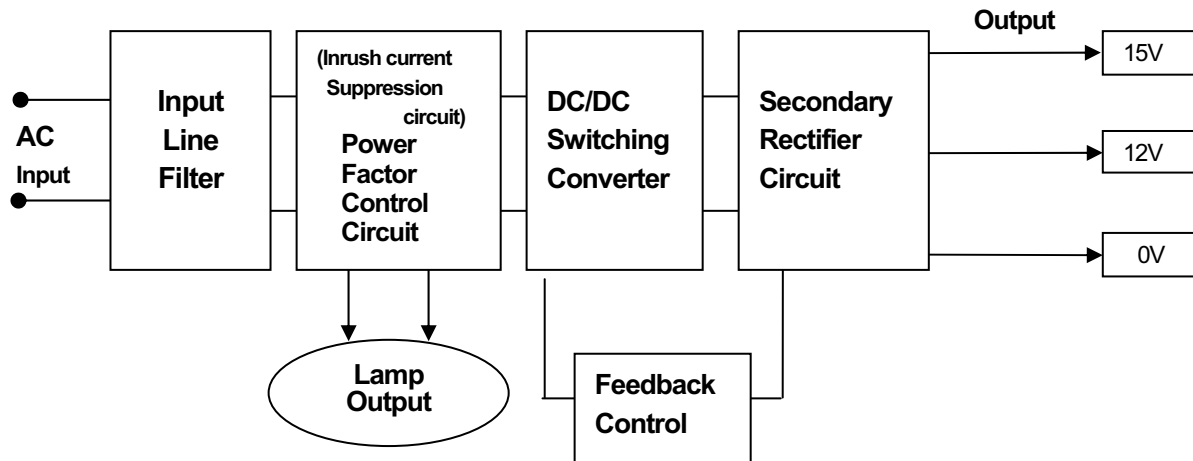 AC
Input
Input
Line
Filter
(Inrush current
Suppression
circuit)
Power
Factor
Control
Circuit
DC/DC
Switching
Converter
Secondary
Rectifier
Circuit
Output
15V
12V
0V
Lamp
Output
Feedback
Control